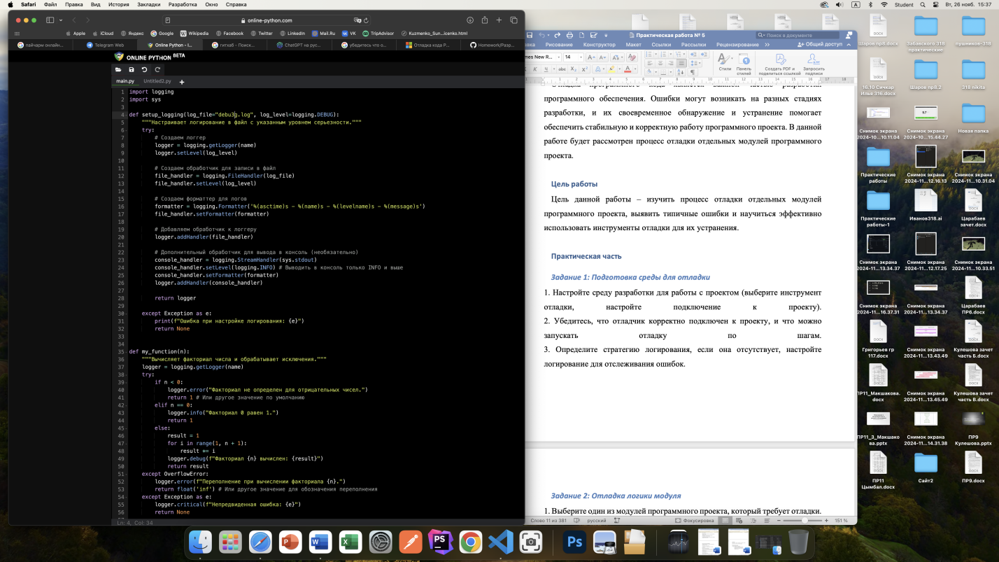 Safari Файл Правка Вид История Закладки Разработка Окно Справка
Student Вт, 26 нояб. 15:37
online-python.com
Apple iCloud Яндекс Google Wikipedia Facebook Twitter LinkedIn Mail.Ru VK TripAdvisor Kuzmenko_Sun...icenko.html
пайчарм онлайн... Telegram Web Online Python - I... гитхаб - Поиск... ChatGPT на рус... убедитесь что о... Отладка кода P... Homework/Разр...
ONLINE PYTHON BETA
main.py Untitled2.py +
1 import logging
2 import sys
3
4 def setup_logging(log_file="debu3g.log", log_level=logging.DEBUG):
5 """Настраивает логирование в файл с указанным уровнем серьезности."""
6 try:
7 # Создаем логгер
8 logger = logging.getLogger(name)
9 logger.setLevel(log_level)
10
11 # Создаем обработчик для записи в файл
12 file_handler = logging.FileHandler(log_file)
13 file_handler.setLevel(log_level)
14
15 # Создаем форматтер для логов
16 formatter = logging.Formatter('%(asctime)s - %(name)s - %(levelname)s - %(message)s')
17 file_handler.setFormatter(formatter)
18
19 # Добавляем обработчик к логгеру
20 logger.addHandler(file_handler)
21
22 # Дополнительный обработчик для вывода в консоль (необязательно)
23 console_handler = logging.StreamHandler(sys.stdout)
24 console_handler.setLevel(logging.INFO) # Выводить в консоль только INFO и выше
25 console_handler.setFormatter(formatter)
26 logger.addHandler(console_handler)
27
28 return logger
29
30 except Exception as e:
31 print(f"Ошибка при настройке логирования: {e}")
32 return None
33
34
35 def my_function(n):
36 """Вычисляет факториал числа и обрабатывает исключения."""
37 logger = logging.getLogger(name)
38 try:
39 if n < 0:
40 logger.error("Факториал не определен для отрицательных чисел.")
41 return 1 # Или другое значение по умолчанию
42 elif n == 0:
43 logger.info("Факториал 0 равен 1.")
44 return 1
45 else:
46 result = 1
47 for i in range(1, n + 1):
48 result *= i
49 logger.debug(f"Факториал {n} вычислен: {result}")
50 return result
51 except OverflowError:
52 logger.error(f"Переполнение при вычислении факториала {n}.")
53 return float('inf') # Или другое значение для обозначения переполнения
54 except Exception as e:
55 logger.critical(f"Непредвиденная ошибка: {e}")
56 return None
Ln: 4, Col: 34
Практическая работа № 5
Поиск в документе
Рисование Конструктор Макет Ссылки Рассылки Рецензирование Общий доступ
14
Стили Панель стилей Создать PDF и поделиться ссылкой Запросить подписи
программного обеспечения. Ошибки могут возникать на разных стадиях
разработки, и их своевременное обнаружение и устранение помогает
обеспечить стабильную и корректную работу программного проекта. В данной
работе будет рассмотрен процесс отладки отдельных модулей программного
проекта.
Цель работы
Цель данной работы – изучить процесс отладки отдельных модулей
программного проекта, выявить типичные ошибки и научиться эффективно
использовать инструменты отладки для их устранения.
Практическая часть
Задание 1: Подготовка среды для отладки
1. Настройте среду разработки для работы с проектом (выберите инструмент
отладки, настройте подключение к проекту).
2. Убедитесь, что отладчик корректно подключен к проекту, и что можно
запускать отладку по шагам.
3. Определите стратегию логирования, если она отсутствует, настройте
логирование для отслеживания ошибок.
Задание 2: Отладка логики модуля
1. Выберите один из модулей программного проекта, который требует отладки.
Слово 11 из 381 русский Фокусировка 151 %
Шаров пр8.docx Забавского 318 практические пушников-318
16.10 Сичкар Илья 316.docx Шаров пр8.2 318 nikita
Снимок экрана 2024-10...10.11.04 Снимок экрана 2024-10...15.44.27 Новая папка
Практические работы Снимок экрана 2024-11...12.16.13 Снимок экрана 2024-11...10.31.04
Практические работы-1 Иванов318.ai Царабаев зачет.docx
Снимок экрана 2024-11...13.34.37 Снимок экрана 2024-11...12.17.25 Снимок экрана 2024-11...10.33.51
Снимок экрана 2024-11...16.37.31 Снимок экрана 2024-11...13.34.37 Царабаев ПР6.docx
Григорьев гр 117.docx Снимок экрана 2024-11...13.43.49 Кулешова зачет часть Б.docx
ПР11_Макшакова.docx Снимок экрана 2024-11...13.45.49 Кулешова зачет часть В.docx
ПР11_3_Макшакова.pptx Снимок экрана 2024-11...14.31.38 ПР9 Кулешова.pptx
ПР11 Цымбал.docx Сайт2 ПР9.docx